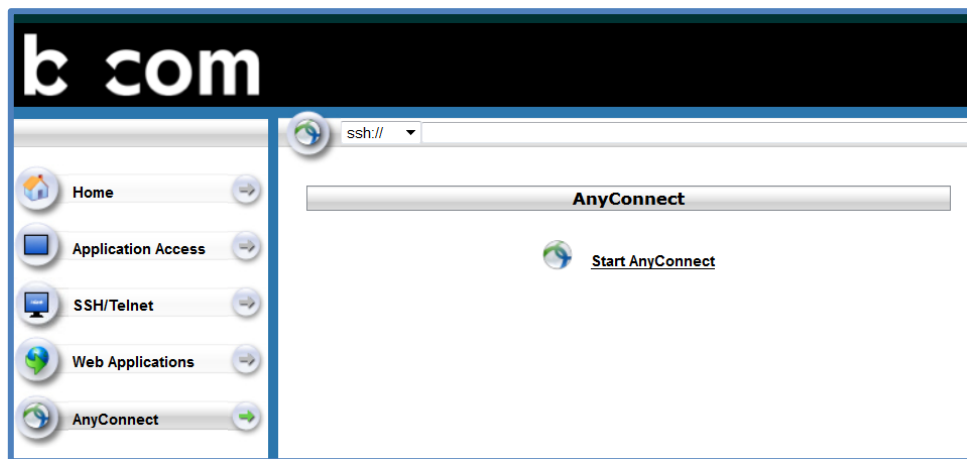 b com
ssh://
Home
Application Access
SSH/Telnet
Web Applications
AnyConnect
AnyConnect
Start AnyConnect